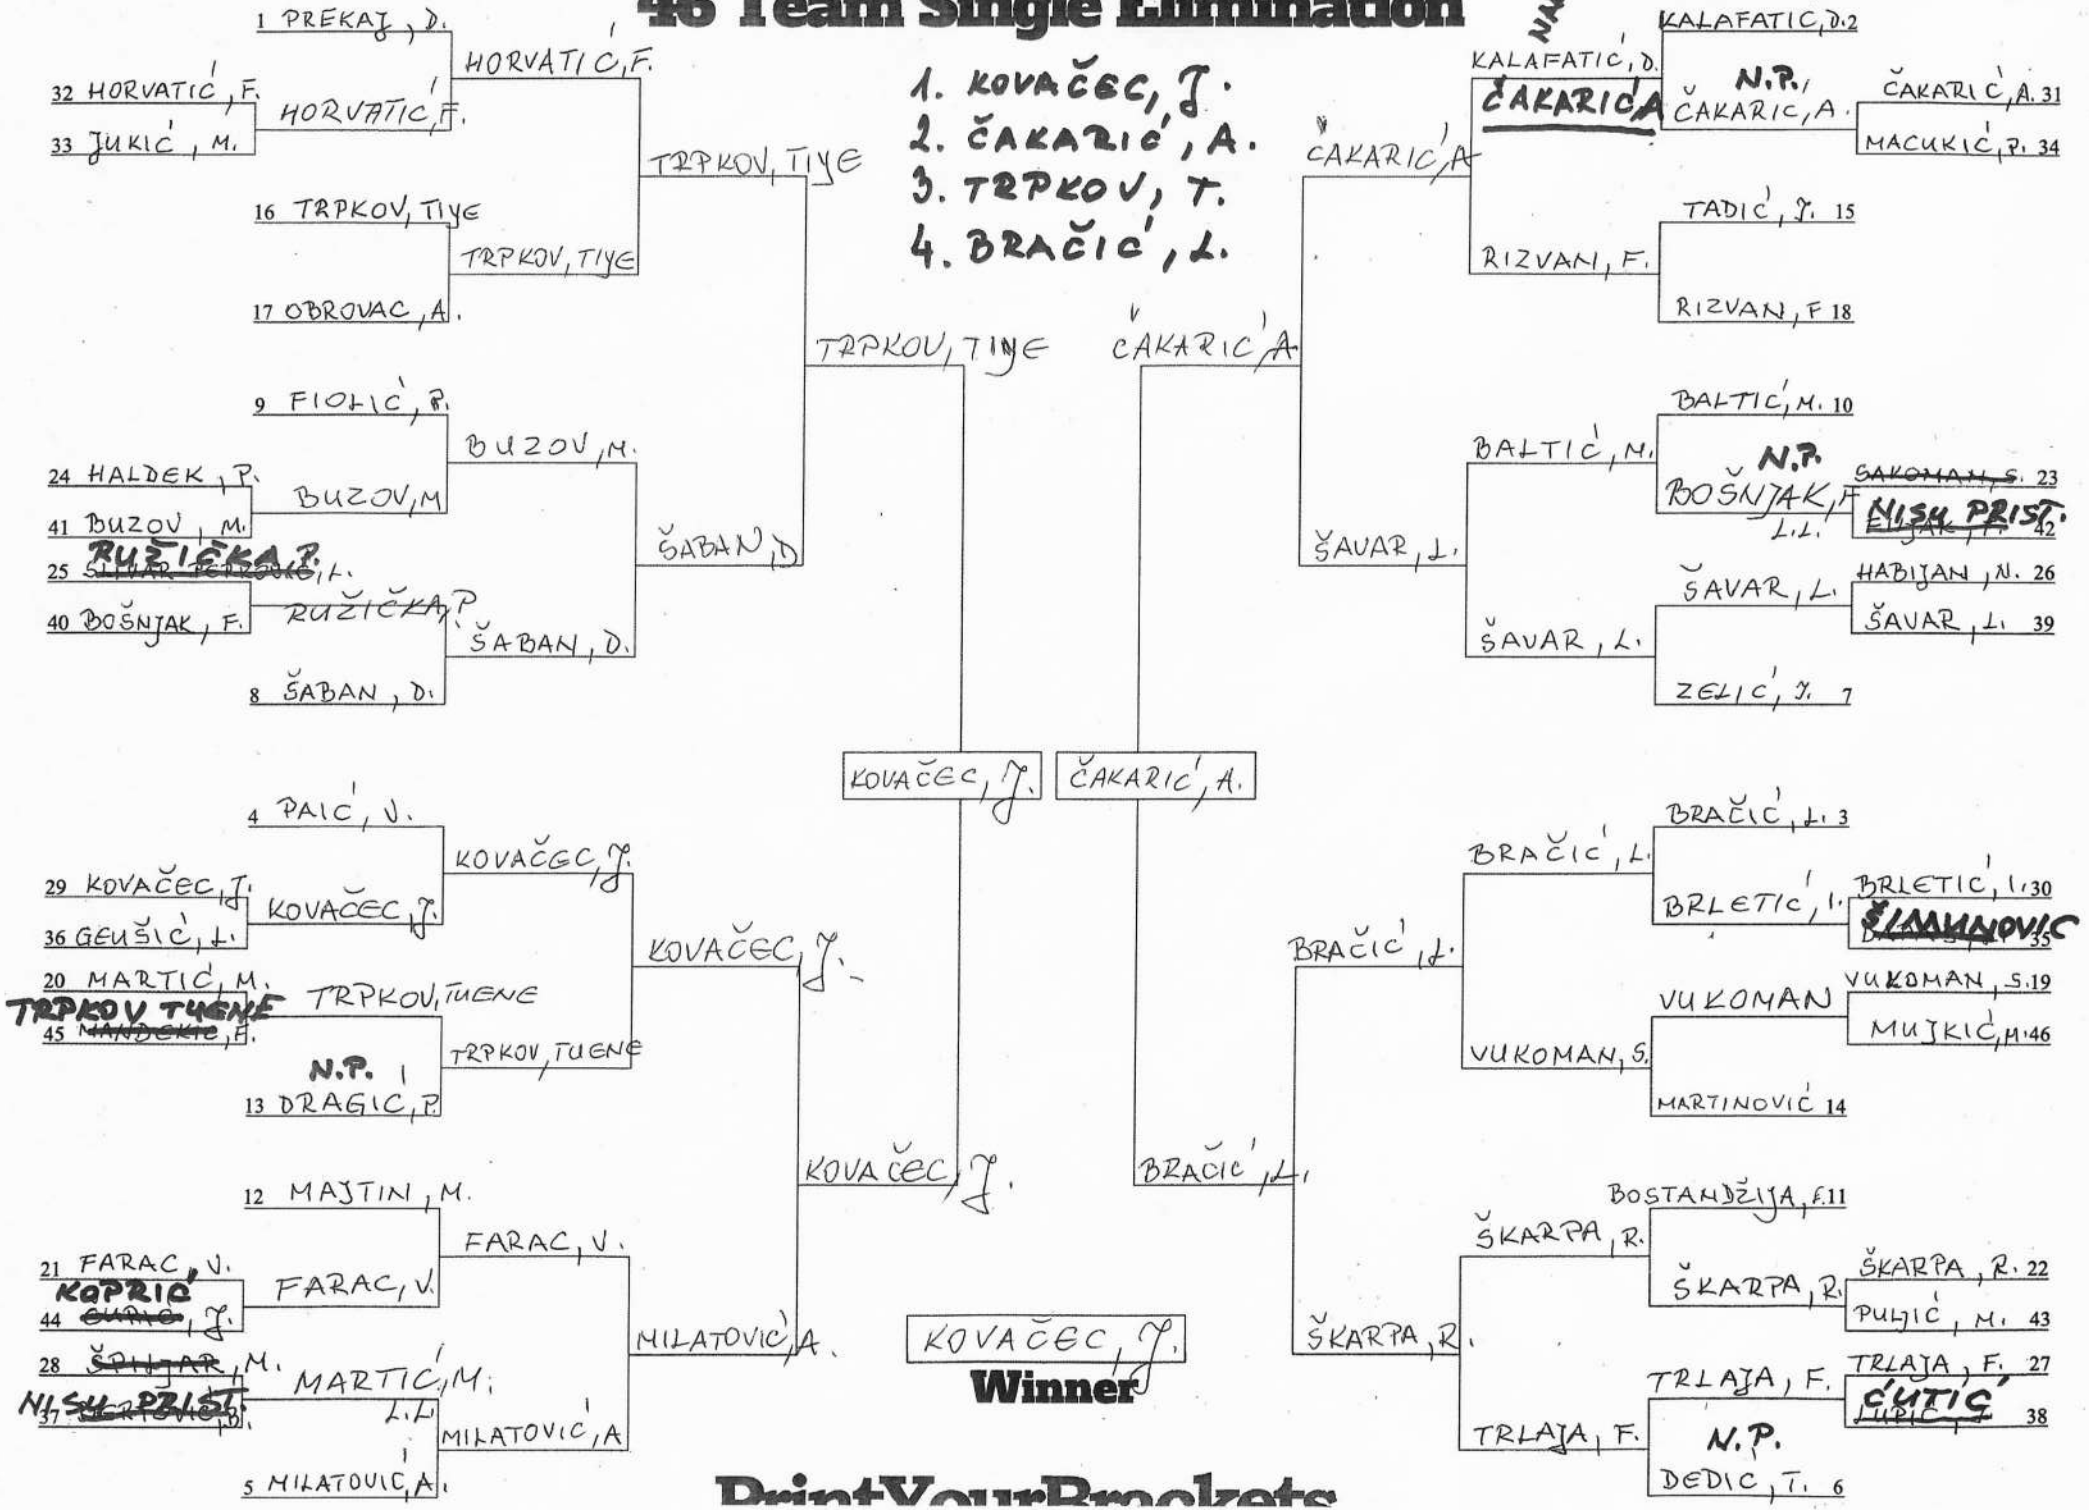 46 Team Single Elimination
1. KOVAČEC, J.
2. ČAKARIĆ, A.
3. TRPKOV, T.
4. BRAČIĆ, L.
1 PREKAJ, D.
32 HORVATIĆ, F.
33 JUKIĆ, M.
HORVATIĆ, F.
HORVATIĆ, F.
16 TRPKOV, TIJE
17 OBROVAC, A.
TRPKOV, TIJE
TRPKOV, TIJE
9 FIOLIĆ, P.
24 HALDEK, P.
41 BUZOV, M.
BUZOV, M
BUZOV, M.
RUŽIČKA, P.
25
40 BOŠNJAK, F.
RUŽIČKA, P.
8 ŠABAN, D.
ŠABAN, D.
ŠABAN, D
TRPKOV, TIJE
4 PAIĆ, V.
29 KOVAČEC, J.
36 GEUŠIĆ, L.
KOVAČEC, J.
KOVAČEC, J.
20 MARTIĆ, M.
TRPKOV TUENE
45 MANDEKIĆ, F.
TRPKOV, TUENE
N.P.
13 DRAGIĆ, P.
TRPKOV, TUENE
KOVAČEC, J.
12 MAJTIN, M.
21 FARAC, V.
KOPRIĆ
44 J.
FARAC, V.
FARAC, V.
28 ŠPILJAR, M.
NISU PRIST.
37
MARTIĆ, M.
L.L.
5 MILATOVIĆ, A.
MILATOVIĆ, A
MILATOVIĆ, A.
KOVAČEC, J.
KOVAČEC, J.
ČAKARIĆ, A.
KOVAČEC, J.
Winner
KALAFATIC, D. 2
KALAFATIĆ, D.
ČAKARIĆ, A
N.P.
ČAKARIĆ, A.
ČAKARIĆ, A. 31
MACUKIĆ, P. 34
ČAKARIĆ, A
TADIĆ, J. 15
RIZVANI, F.
RIZVAN, F 18
ČAKARIĆ, A
BALTIĆ, M. 10
BALTIĆ, M.
N.P.
BOŠNJAK, F
L.L.
SAKOMAN, S. 23
NISU PRIST.
42
ŠAVAR, L.
HABIJAN, N. 26
ŠAVAR, L. 39
ŠAVAR, L.
ŠAVAR, L.
ZELIĆ, J. 7
BRAČIĆ, L. 3
BRAČIĆ, L.
BRLETIĆ, I.
BRLETIĆ, I. 30
ŠIMUNOVIC
35
BRAČIĆ, L.
VUKOMAN
VUKOMAN, S. 19
MUJKIĆ, M. 46
VUKOMAN, S.
MARTINOVIĆ 14
BRAČIĆ, L.
BOSTANDŽIJA, F. 11
ŠKARPA, R.
ŠKARPA, R.
ŠKARPA, R. 22
PULJIĆ, M. 43
ŠKARPA, R.
TRLAJA, F.
TRLAJA, F. 27
ĆUTIĆ
38
TRLAJA, F.
N.P.
DEDIĆ, T. 6
PrintYourBrackets